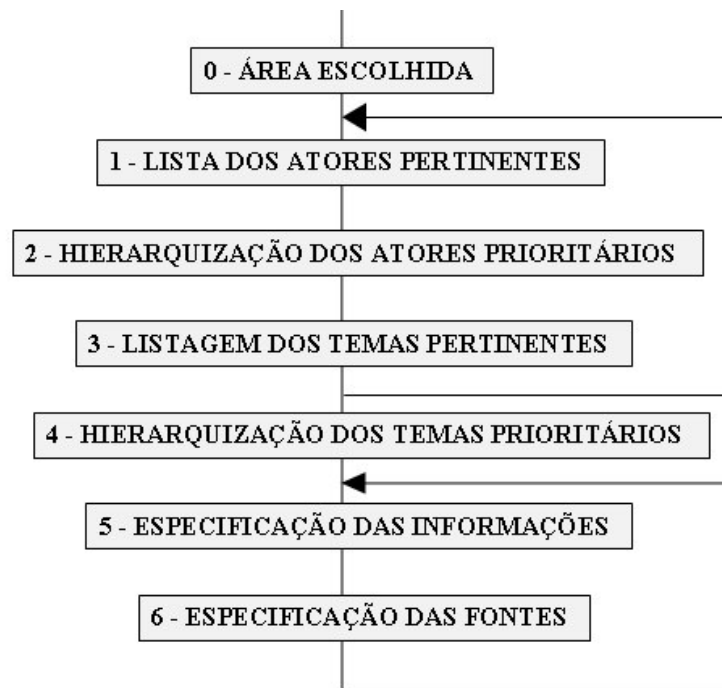 0 - ÁREA ESCOLHIDA
1 - LISTA DOS ATORES PERTINENTES
2 - HIERARQUIZAÇÃO DOS ATORES PRIORITÁRIOS
3 - LISTAGEM DOS TEMAS PERTINENTES
4 - HIERARQUIZAÇÃO DOS TEMAS PRIORITÁRIOS
5 - ESPECIFICAÇÃO DAS INFORMAÇÕES
6 - ESPECIFICAÇÃO DAS FONTES